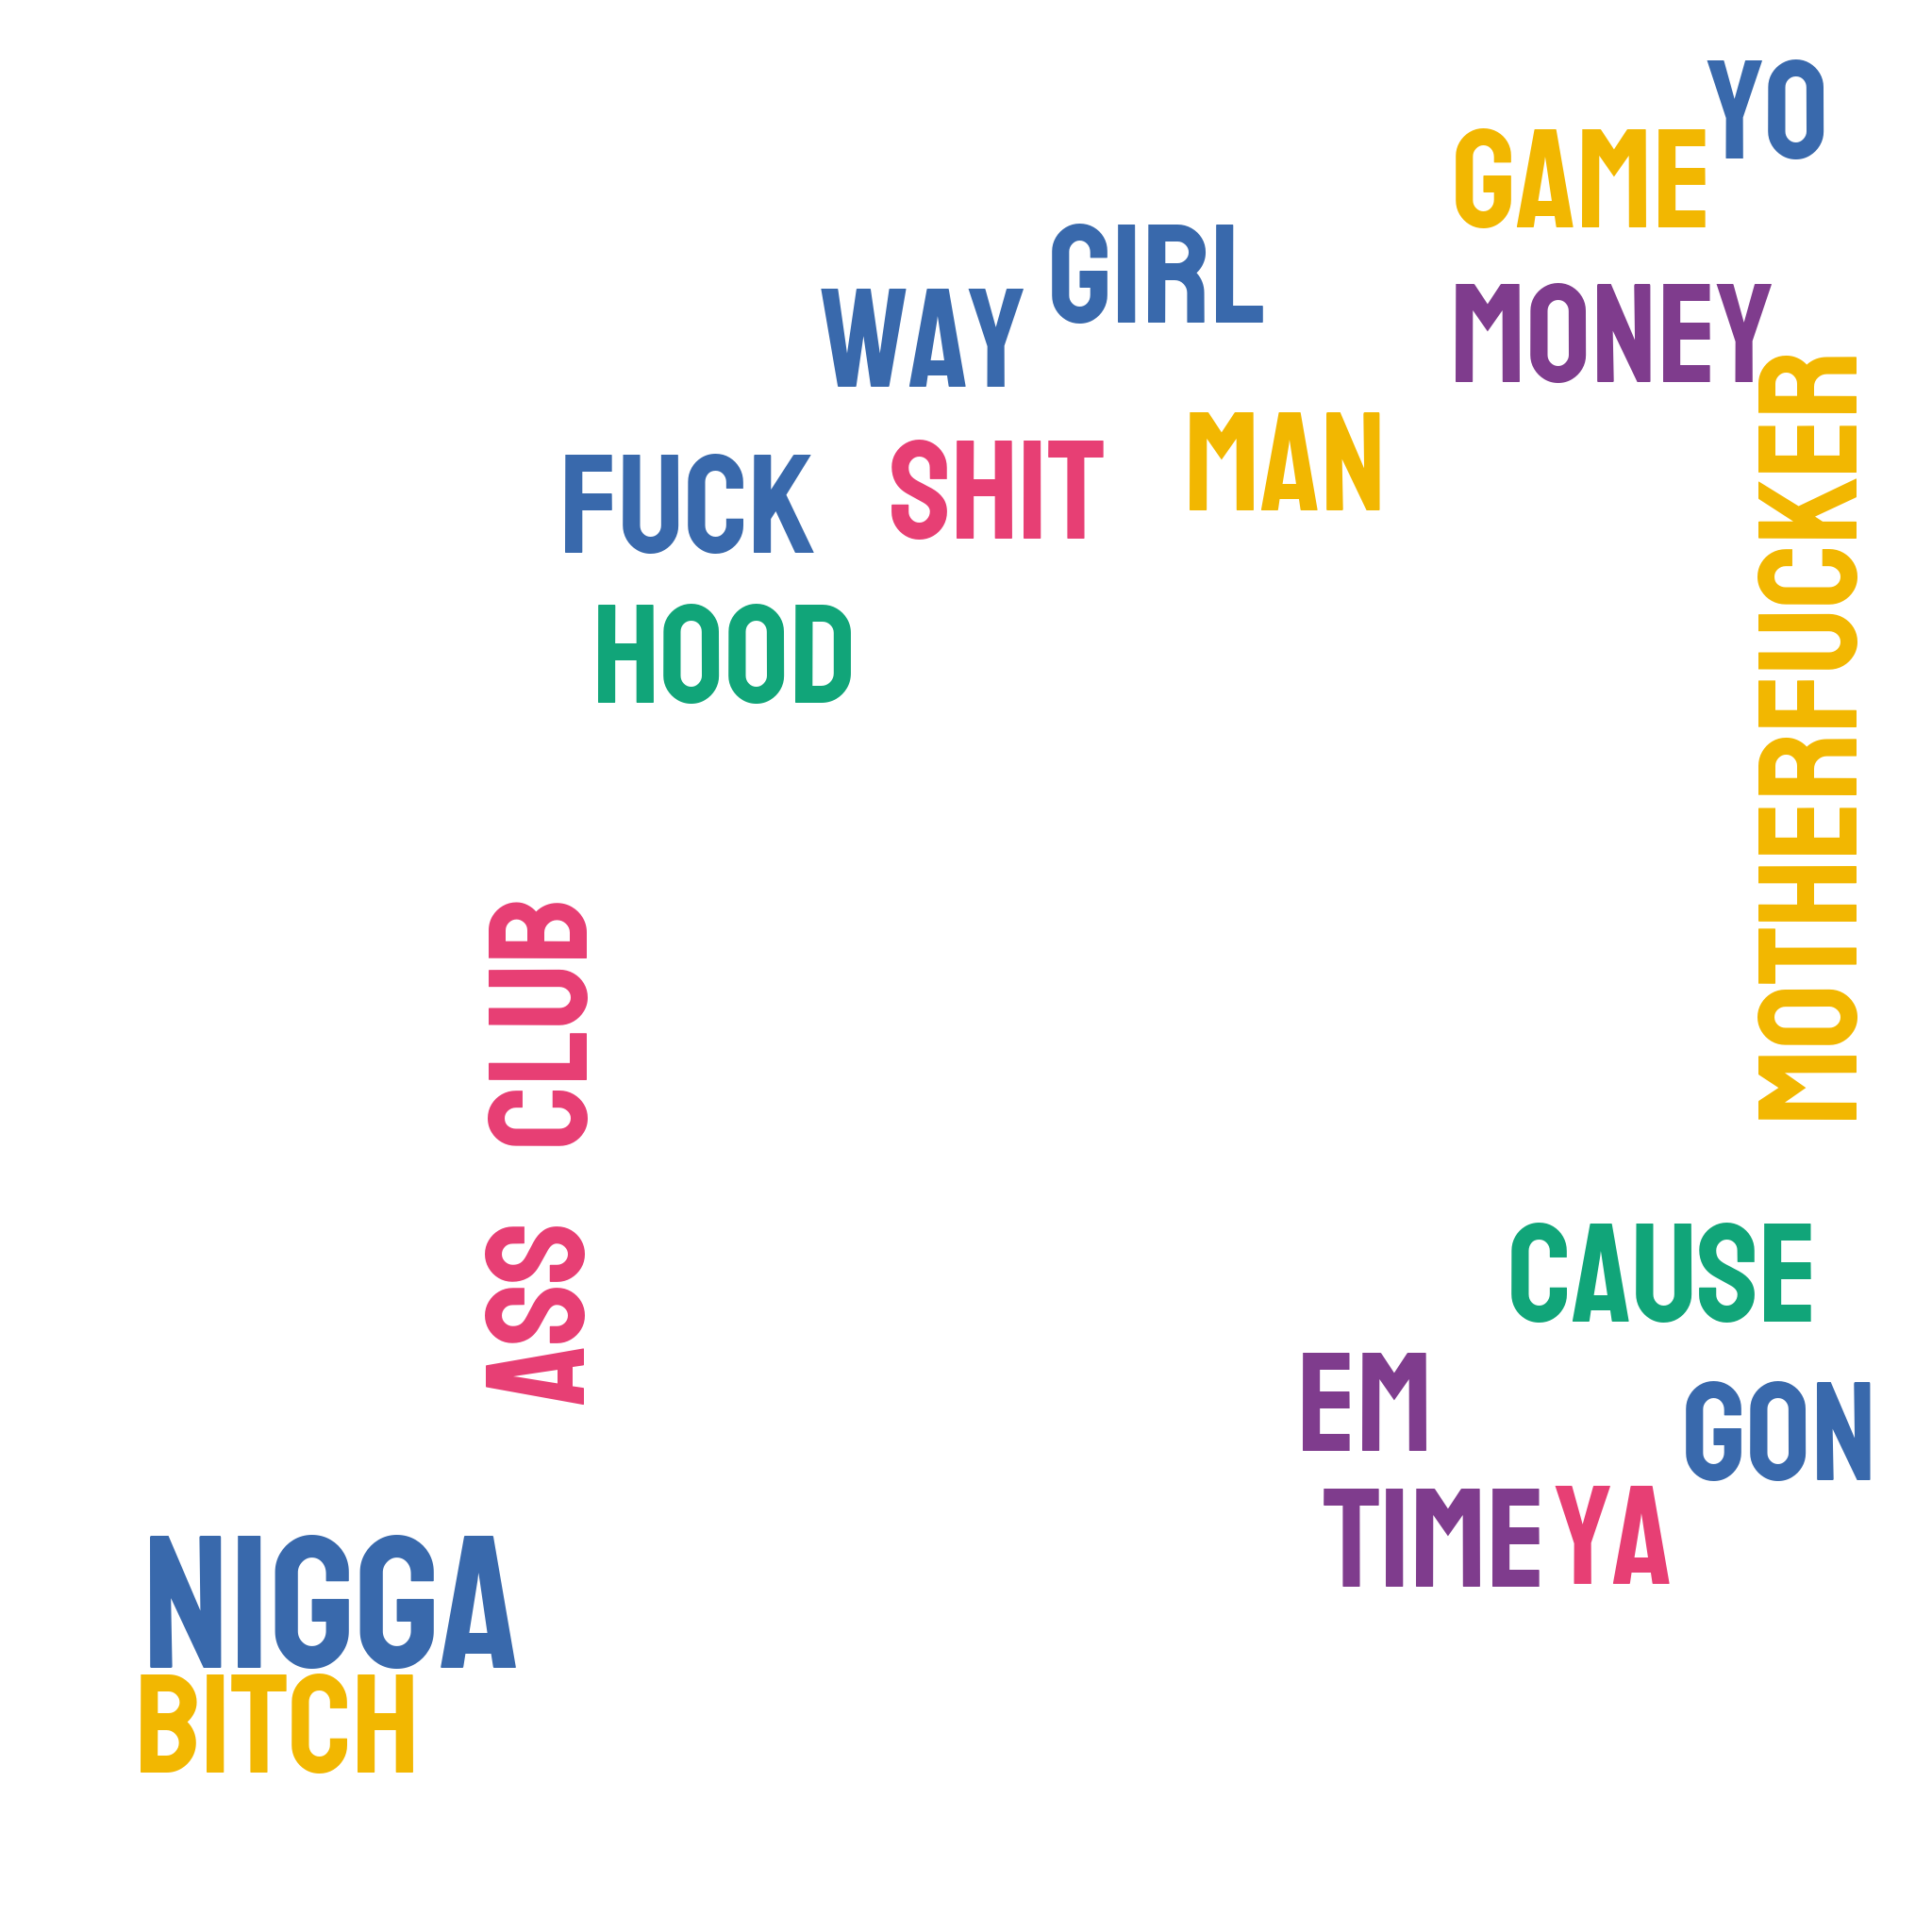 YO
GAME
GIRL
MONEY
WAY
MOTHERFUCKER
MAN
SHIT
FUCK
HOOD
CLUB
ASS
CAUSE
EM
GON
TIME
YA
NIGGA
BITCH